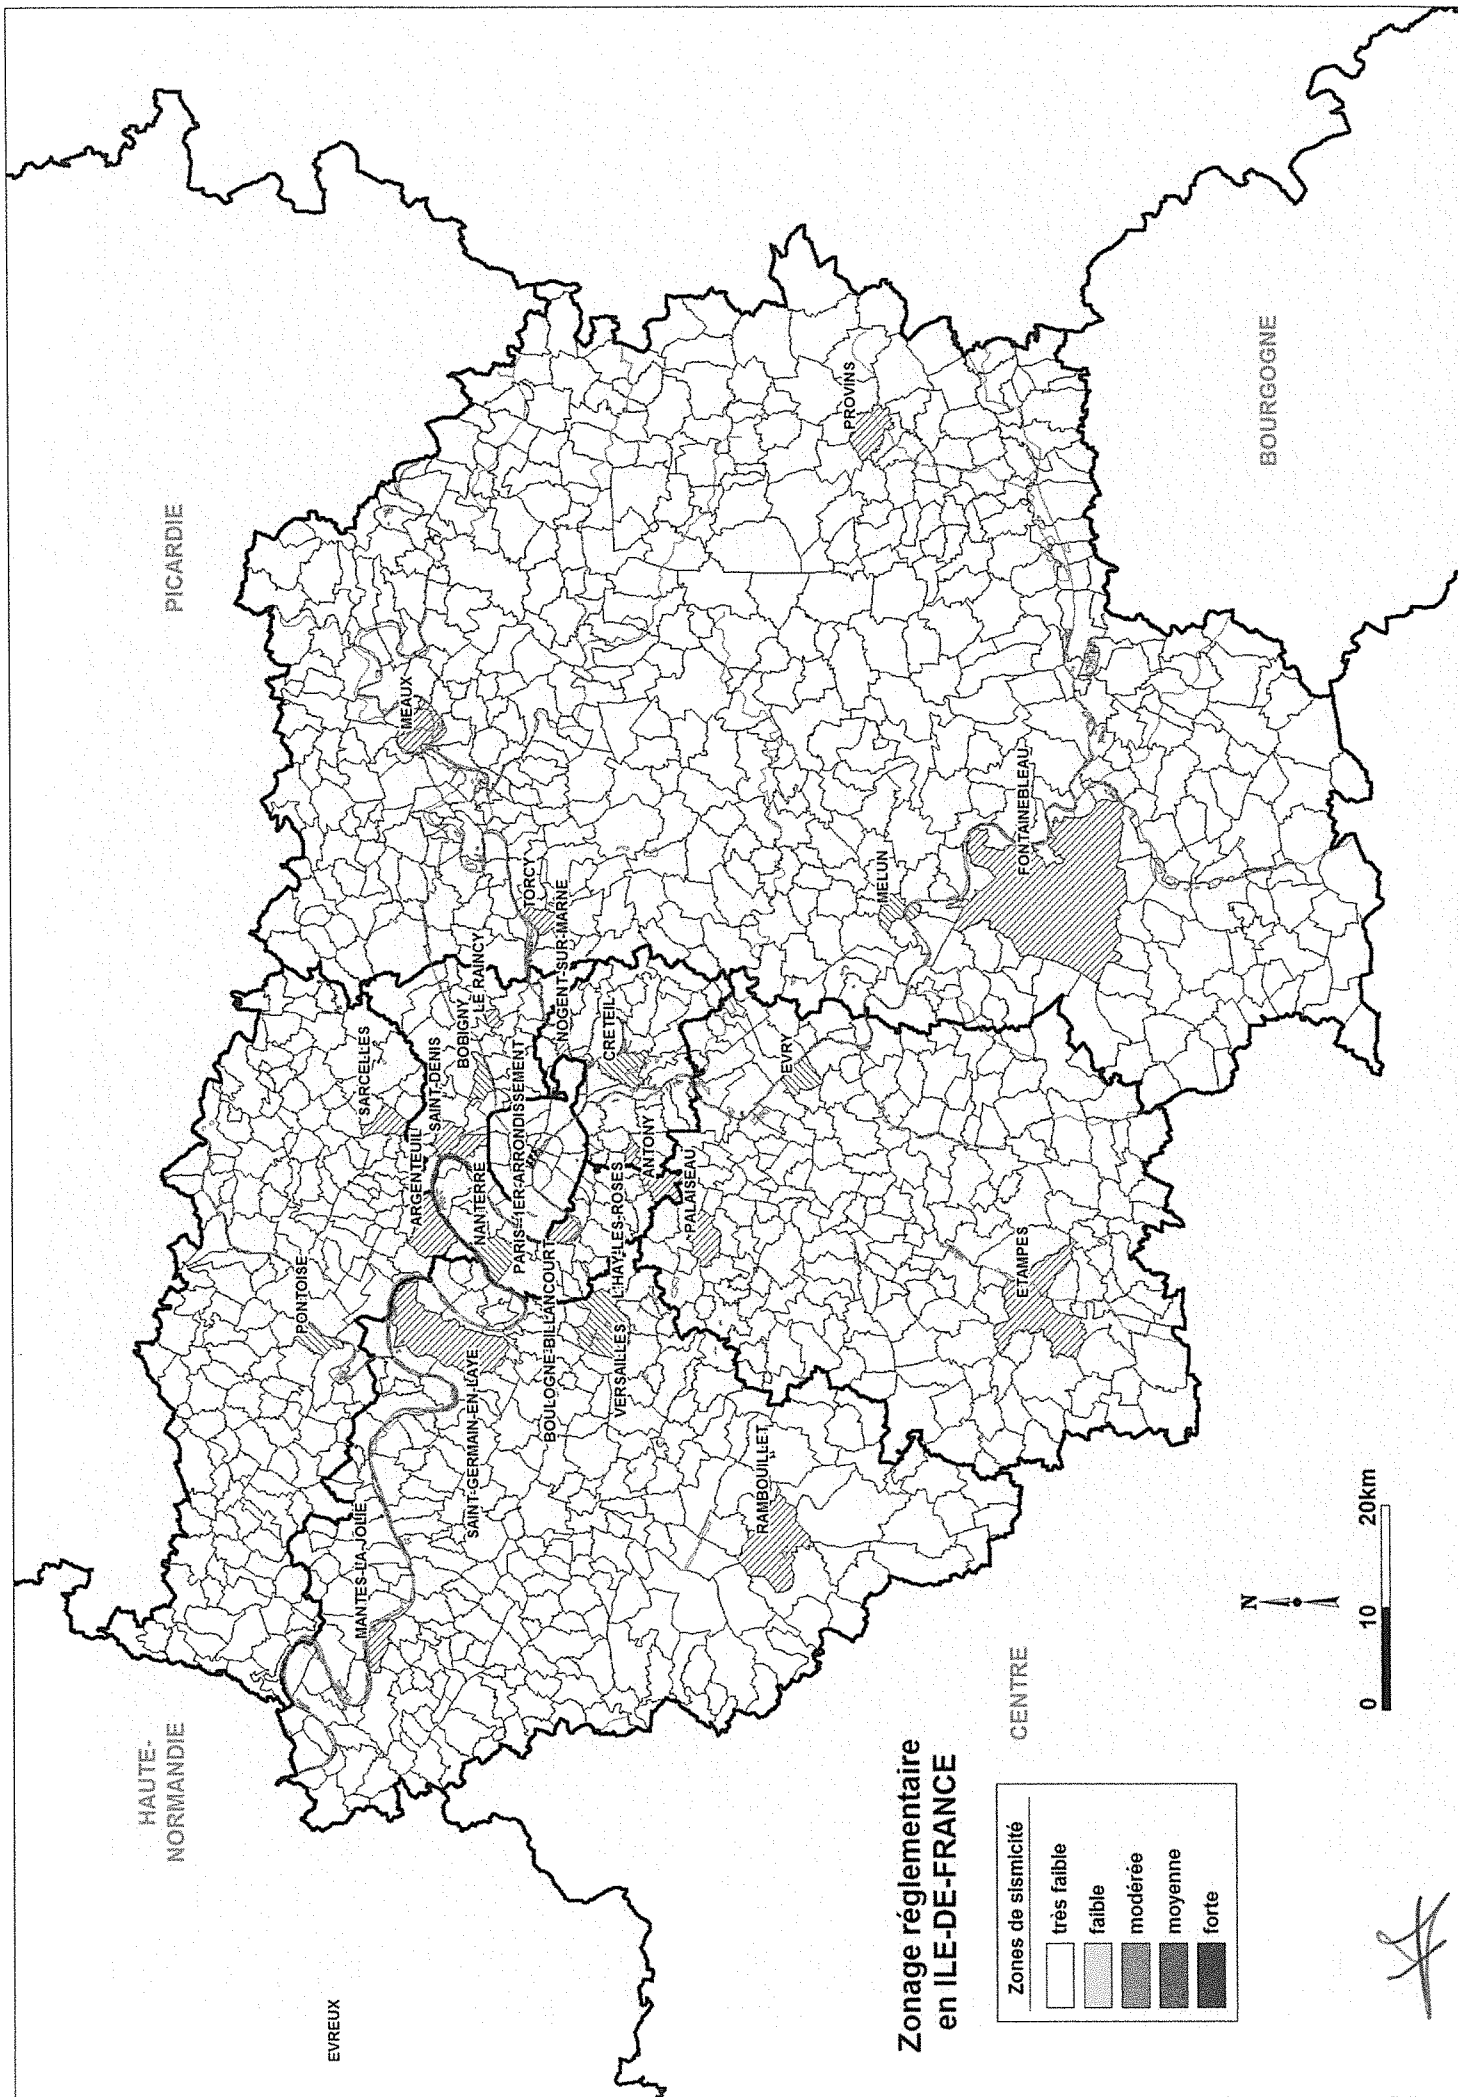 Zonage réglementaire
en ILE-DE-FRANCE
Zones de sismicité
très faible
faible
modérée
moyenne
forte
HAUTE-
NORMANDIE
PICARDIE
BOURGOGNE
CENTRE
EVREUX
MANTES-LA-JOLIE
PONTOISE
SARCELLES
ARGENTEUIL
SAINT-DENIS
BOBIGNY
LE RAINCY
MEAUX
TORCY
NOGENT-SUR-MARNE
NANTERRE
PARIS-1ER-ARRONDISSEMENT
SAINT-GERMAIN-EN-LAYE
BOULOGNE-BILLANCOURT
VERSAILLES
L'HAY-LES-ROSES
CRETEIL
ANTONY
PALAISEAU
EVRY
RAMBOUILLET
ETAMPES
MELUN
FONTAINEBLEAU
PROVINS
N
0 10 20km